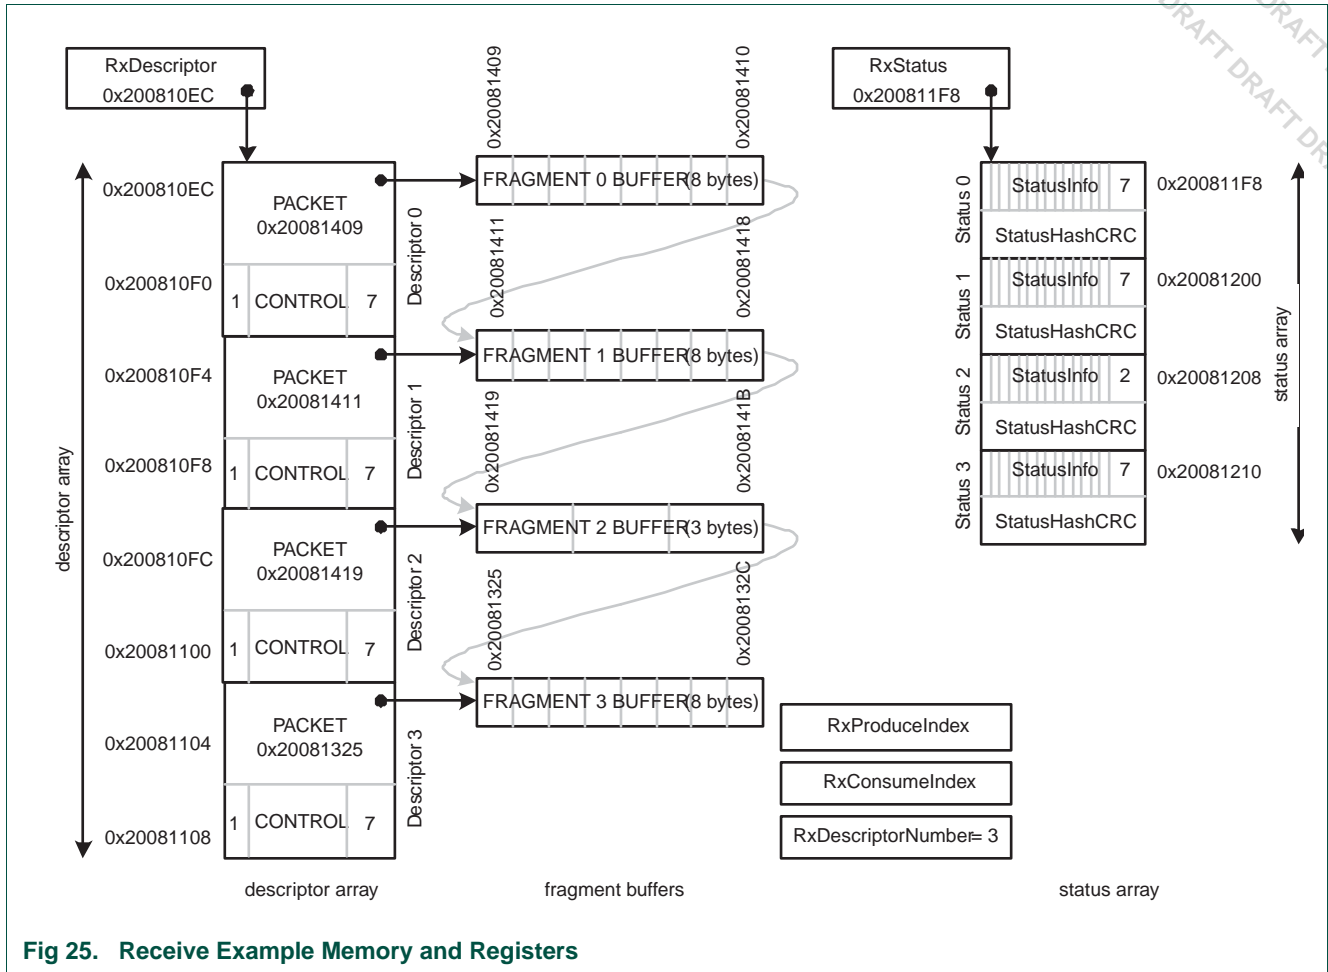 DRAFT DRAFT
DRAFT DRAFT DRA
RxDescriptor
0x200810EC
RxStatus
0x200811F8
descriptor array
0x200810EC
0x200810F0
0x200810F4
0x200810F8
0x200810FC
0x20081100
0x20081104
0x20081108
PACKET
0x20081409
1 CONTROL 7
Descriptor 0
PACKET
0x20081411
1 CONTROL 7
Descriptor 1
PACKET
0x20081419
1 CONTROL 7
Descriptor 2
PACKET
0x20081325
1 CONTROL 7
Descriptor 3
0x20081409
0x20081410
FRAGMENT 0 BUFFER(8 bytes)
0x20081411
0x20081418
FRAGMENT 1 BUFFER(8 bytes)
0x20081419
0x2008141B
FRAGMENT 2 BUFFER(3 bytes)
0x20081325
0x2008132C
FRAGMENT 3 BUFFER(8 bytes)
Status 0
StatusInfo 7
0x200811F8
StatusHashCRC
Status 1
StatusInfo 7
0x20081200
StatusHashCRC
Status 2
StatusInfo 2
0x20081208
StatusHashCRC
Status 3
StatusInfo 7
0x20081210
StatusHashCRC
status array
RxProduceIndex
RxConsumeIndex
RxDescriptorNumber= 3
descriptor array
fragment buffers
status array
Fig 25. Receive Example Memory and Registers